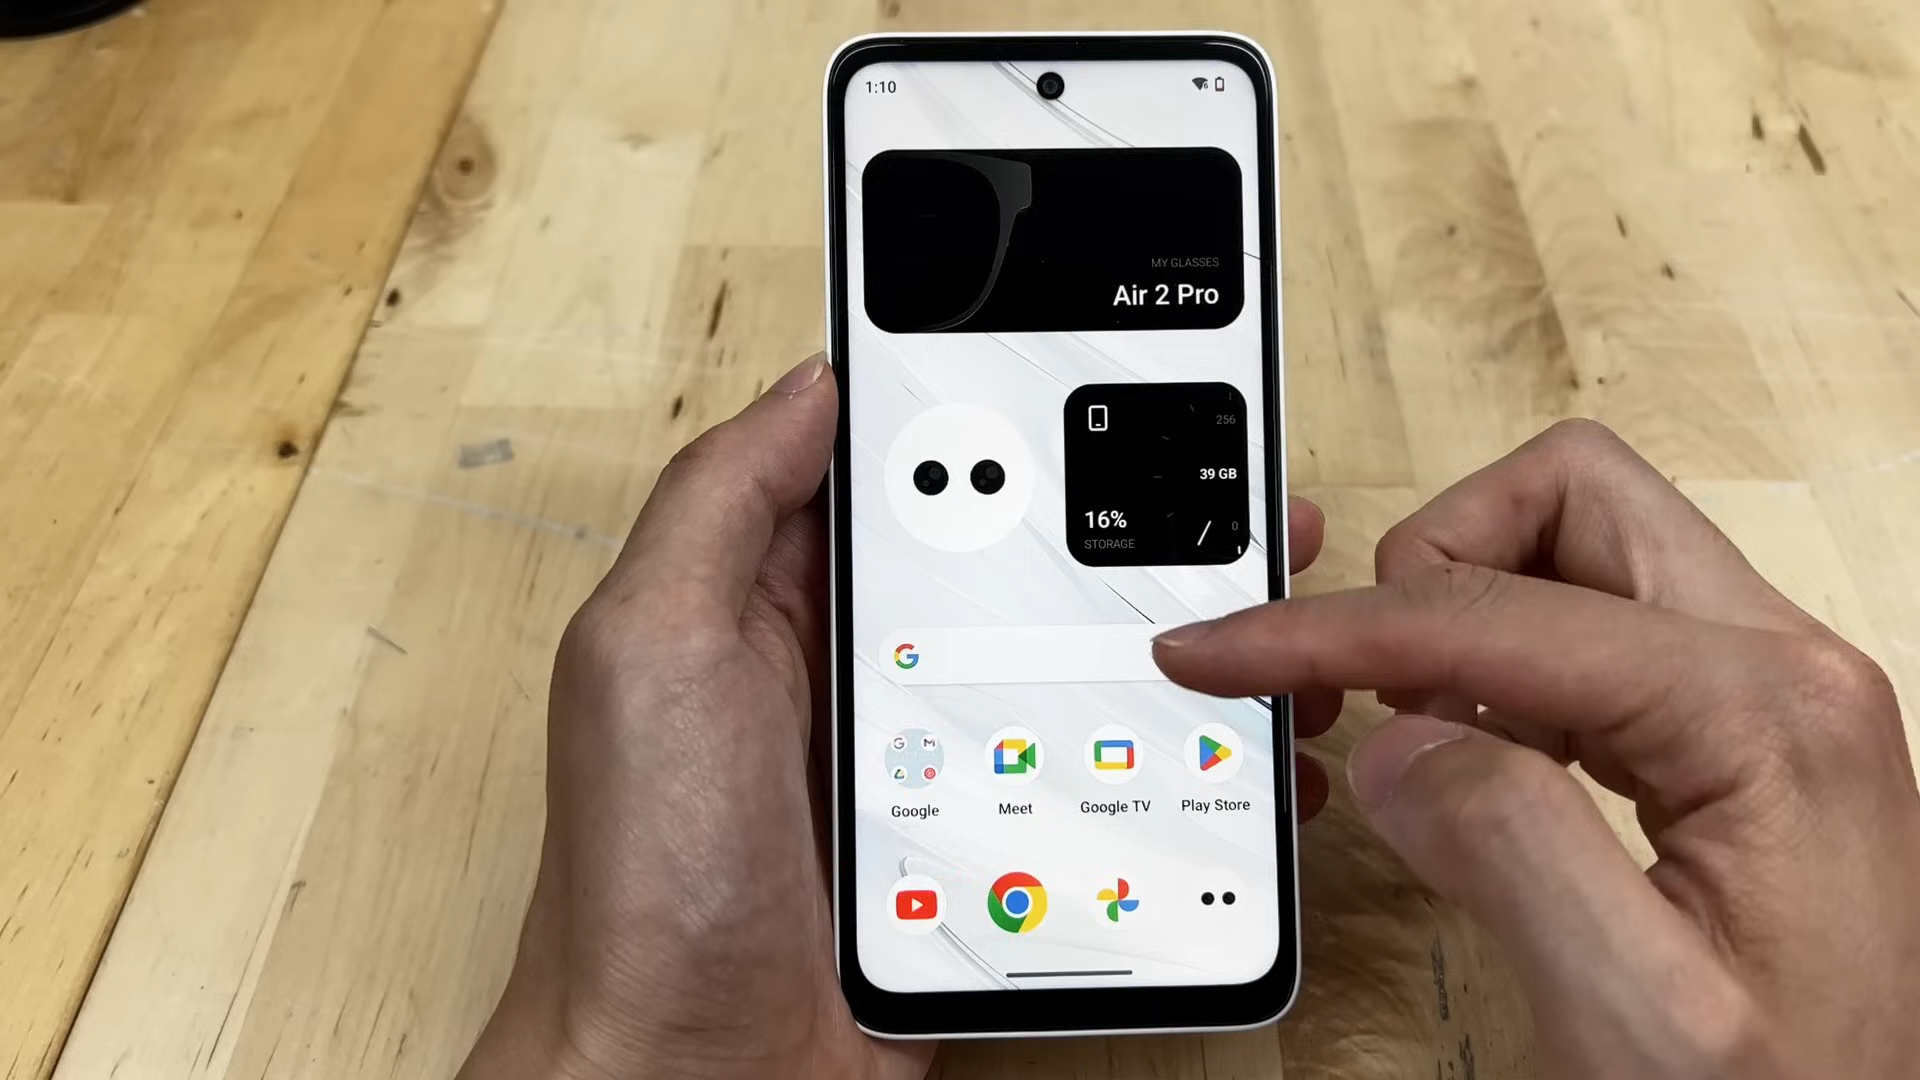 1:10
MY GLASSES
Air 2 Pro
256
39 GB
16%
0
STORAGE
Google
Meet
Google TV
Play Store